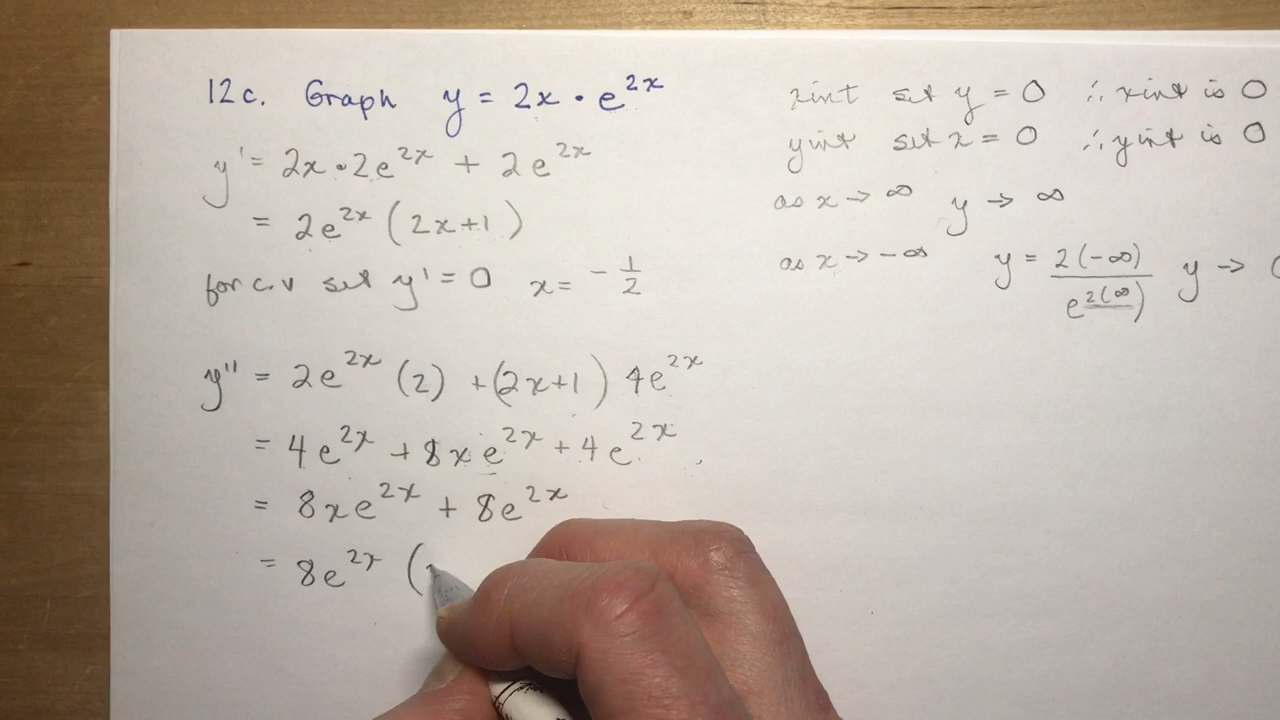 12c. Graph y = 2x • e^{2x}
y' = 2x • 2e^{2x} + 2e^{2x}
= 2e^{2x} (2x+1)
for c.v set y' = 0 x = -1/2
y'' = 2e^{2x} (2) + (2x+1) 4e^{2x}
= 4e^{2x} + 8xe^{2x} + 4e^{2x}
= 8xe^{2x} + 8e^{2x}
= 8e^{2x} (
xint set y = 0 ∴ xint is 0
yint set x = 0 ∴ yint is 0
as x → ∞ y → ∞
as x → -∞ y = 2(-∞)/e^{2(∞)} y →